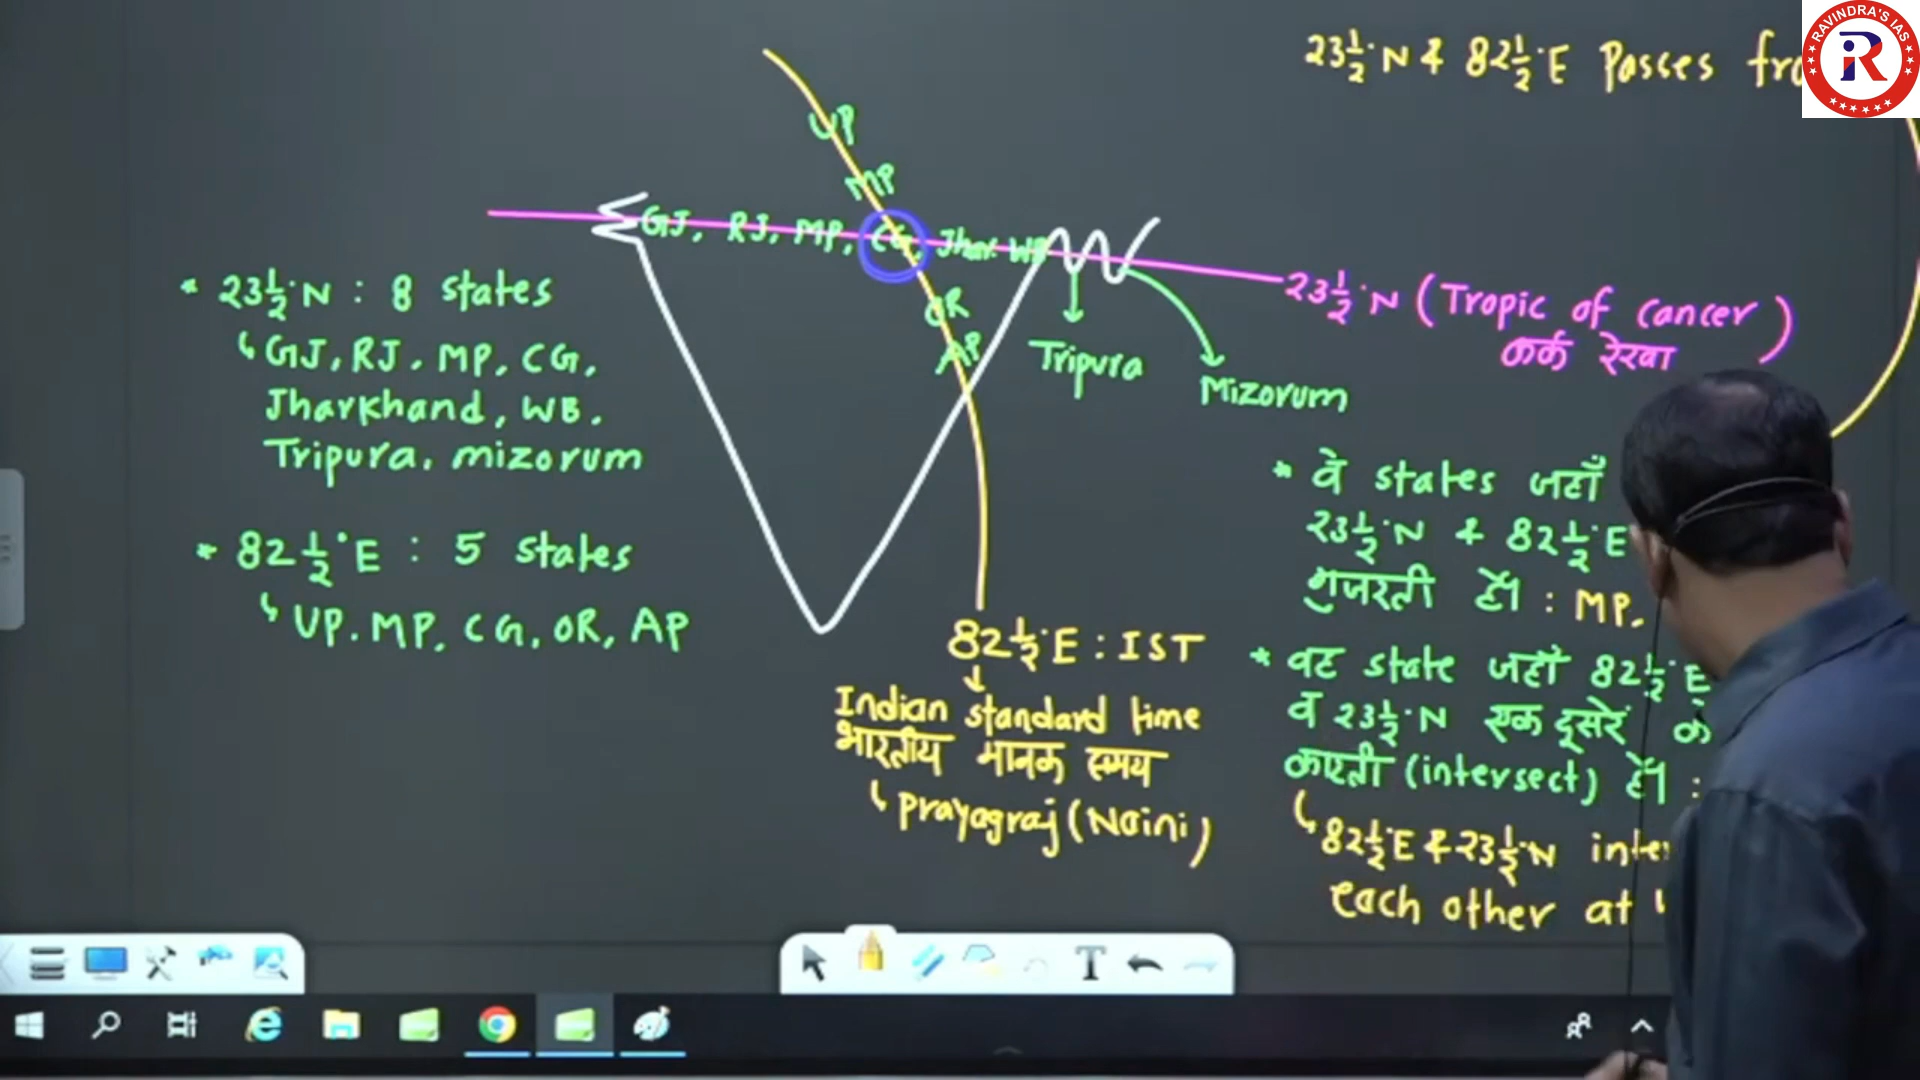 23½°N & 82½°E Passes
RAVINDRA'S IAS
iR
UP
MP
GJ, RJ, MP, CG, Jhar. WB
OR
AP
23½°N (Tropic of cancer)
कर्क रेखा
Tripura
Mizorum
* 23½°N : 8 states
GJ, RJ, MP, CG,
Jharkhand, WB,
Tripura, mizorum
* 82½°E : 5 states
UP, MP, CG, OR, AP
82½°E : IST
Indian standard time
भारतीय मानक समय
prayagraj (Naini)
* वे states जहाँ
23½°N & 82½°E
गुजरती हैं। : MP,
* वह state जहाँ 82½°E
व 23½°N एक दूसरे को
काटती (intersect) हैं। :
82½°E & 23½°N
each other at
T